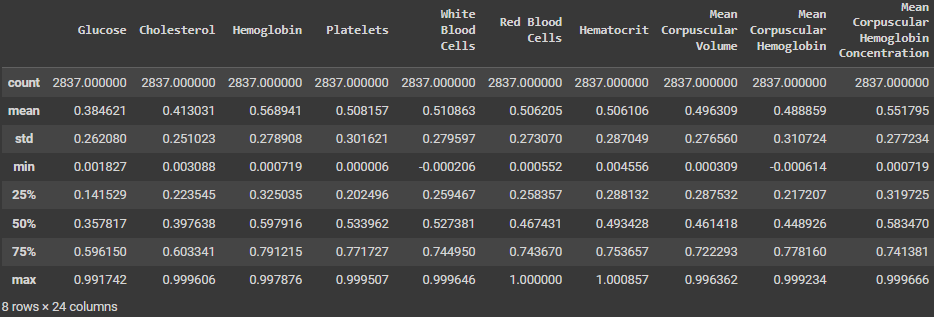 Glucose Cholesterol Hemoglobin Platelets White Blood Cells Red Blood Cells Hematocrit Mean Corpuscular Volume Mean Corpuscular Hemoglobin Mean Corpuscular Hemoglobin Concentration
count 2837.000000 2837.000000 2837.000000 2837.000000 2837.000000 2837.000000 2837.000000 2837.000000 2837.000000 2837.000000
mean 0.384621 0.413031 0.568941 0.508157 0.510863 0.506205 0.506106 0.496309 0.488859 0.551795
std 0.262080 0.251023 0.278908 0.301621 0.279597 0.273070 0.287049 0.276560 0.310724 0.277234
min 0.001827 0.003088 0.000719 0.000006 -0.000206 0.000552 0.004556 0.000309 -0.000614 0.000719
25% 0.141529 0.223545 0.325035 0.202496 0.259467 0.258357 0.288132 0.287532 0.217207 0.319725
50% 0.357817 0.397638 0.597916 0.533962 0.527381 0.467431 0.493428 0.461418 0.448926 0.583470
75% 0.596150 0.603341 0.791215 0.771727 0.744950 0.743670 0.753657 0.722293 0.778160 0.741381
max 0.991742 0.999606 0.997876 0.999507 0.999646 1.000000 1.000857 0.996362 0.999234 0.999666
8 rows × 24 columns